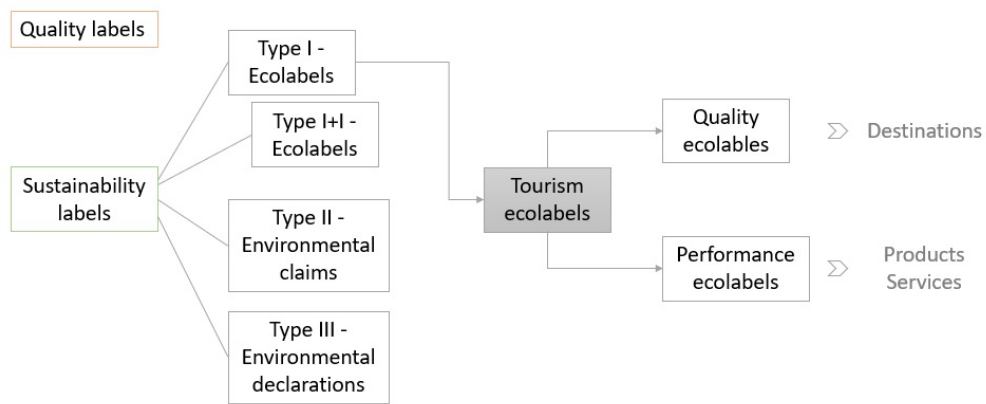 Quality labels
Sustainability
labels
Type I -
Ecolabels
Type I+I -
Ecolabels
Type II -
Environmental
claims
Type III -
Environmental
declarations
Tourism
ecolabels
Quality
ecolables
Destinations
Performance
ecolabels
Products
Services